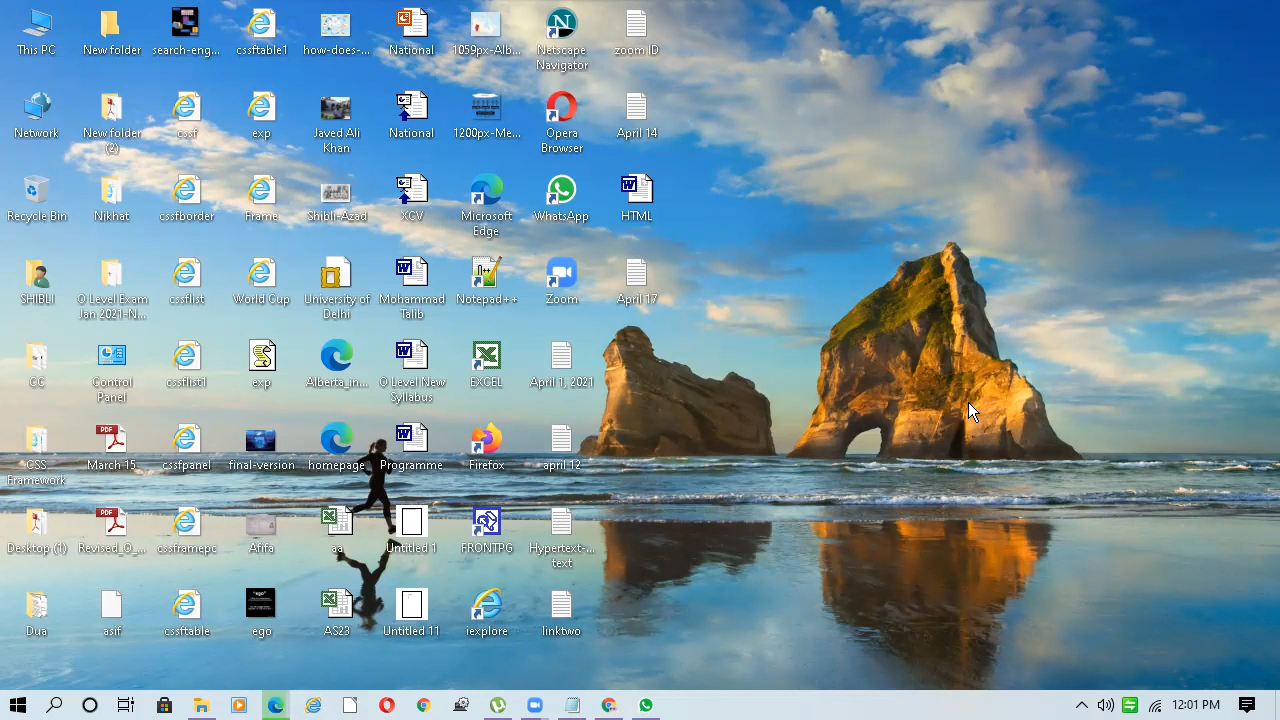 This PC
New folder
search-eng...
cssftable1
how-does-...
National
1059px-Alb...
Netscape
Navigator
zoom ID
Network
New folder
(2)
cssf
exp
Javed Ali
Khan
National
1200px-Me...
Opera
Browser
April 14
Recycle Bin
Nikhat
cssfborder
Frame
Shibli-Azad
XCV
Microsoft
Edge
WhatsApp
HTML
SHIBLI
O Level Exam
Jan 2021-N...
cssflist
World Cup
University of
Delhi
Mohammad
Talib
Notepad++
Zoom
April 17
CC
Control
Panel
cssflist1
exp
Alberta_in...
O Level New
Syllabus
EXCEL
April 1, 2021
CSS
Framework
March 15
cssfpanel
final-version
homepage
Programme
Firefox
april 12
Desktop (1)
Revised_O_...
cssframepc
Afifa
aa
Untitled 1
FRONTPG
Hypertext-...
text
Dua
asif
cssftable
ego
AS23
Untitled 11
iexplore
linktwo
12:01 PM